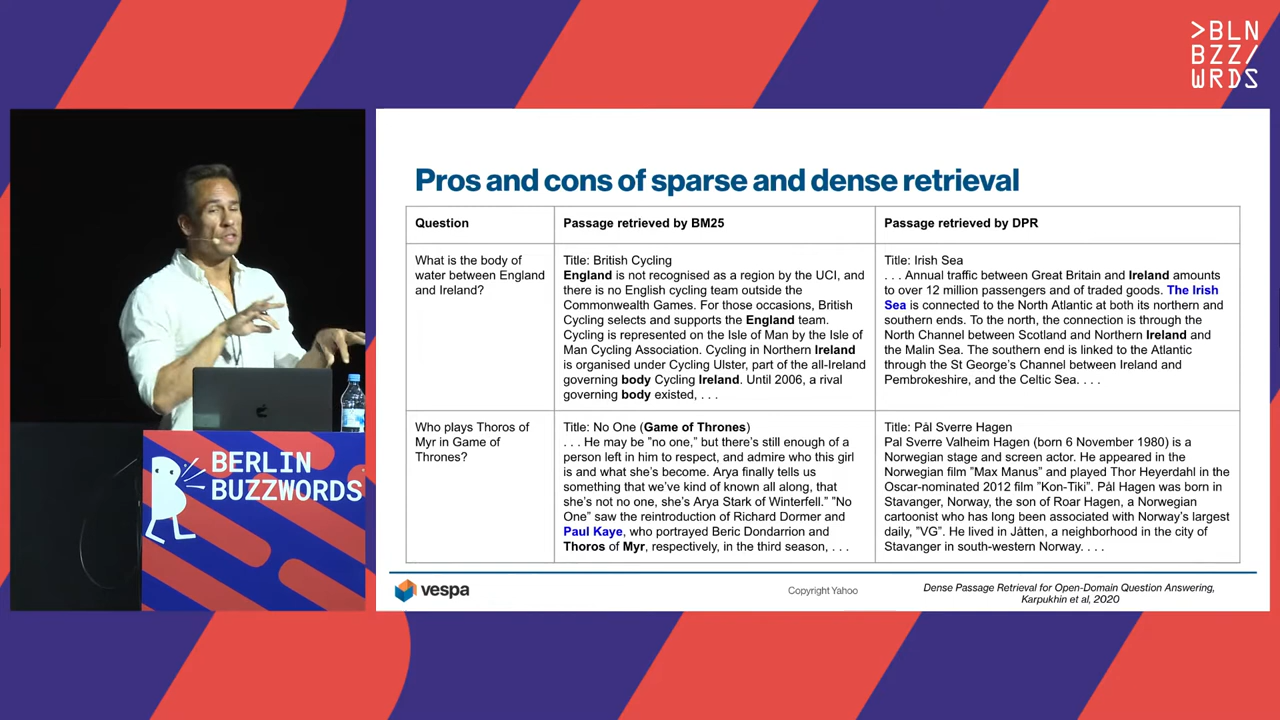 >BLN
BZZ/
WRDS
Pros and cons of sparse and dense retrieval
Question
Passage retrieved by BM25
Passage retrieved by DPR
What is the body of
water between England
and Ireland?
Title: British Cycling
England is not recognised as a region by the UCI, and
there is no English cycling team outside the
Commonwealth Games. For those occasions, British
Cycling selects and supports the England team.
Cycling is represented on the Isle of Man by the Isle of
Man Cycling Association. Cycling in Northern Ireland
is organised under Cycling Ulster, part of the all-Ireland
governing body Cycling Ireland. Until 2006, a rival
governing body existed, . . .
Title: Irish Sea
. . . Annual traffic between Great Britain and Ireland amounts
to over 12 million passengers and of traded goods. The Irish
Sea is connected to the North Atlantic at both its northern and
southern ends. To the north, the connection is through the
North Channel between Scotland and Northern Ireland and
the Malin Sea. The southern end is linked to the Atlantic
through the St George's Channel between Ireland and
Pembrokeshire, and the Celtic Sea. . . .
Who plays Thoros of
Myr in Game of
Thrones?
Title: No One (Game of Thrones)
. . . He may be "no one," but there's still enough of a
person left in him to respect, and admire who this girl
is and what she's become. Arya finally tells us
something that we've kind of known all along, that
she's not no one, she's Arya Stark of Winterfell." "No
One" saw the reintroduction of Richard Dormer and
Paul Kaye, who portrayed Beric Dondarrion and
Thoros of Myr, respectively, in the third season, . . .
Title: Pål Sverre Hagen
Pal Sverre Valheim Hagen (born 6 November 1980) is a
Norwegian stage and screen actor. He appeared in the
Norwegian film "Max Manus" and played Thor Heyerdahl in the
Oscar-nominated 2012 film "Kon-Tiki". Pål Hagen was born in
Stavanger, Norway, the son of Roar Hagen, a Norwegian
cartoonist who has long been associated with Norway's largest
daily, "VG". He lived in Jåtten, a neighborhood in the city of
Stavanger in south-western Norway. . . .
vespa
Copyright Yahoo
Dense Passage Retrieval for Open-Domain Question Answering,
Karpukhin et al, 2020
BERLIN
BUZZWORDS